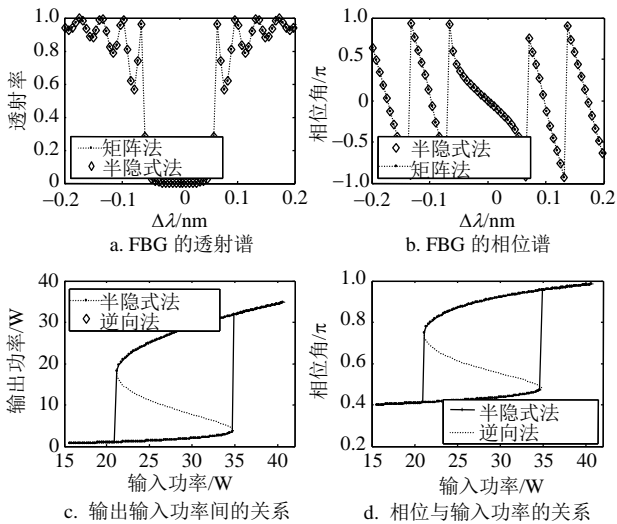 1.0
0.8
0.6
0.4
0.2
0
透射率
矩阵法
半隐式法
−0.2 −0.1 0 0.1 0.2
Δλ/nm
a. FBG 的透射谱
1.0
0.5
0
−0.5
−1.0
相位角/π
半隐式法
矩阵法
−0.2 −0.1 0 0.1 0.2
Δλ/nm
b. FBG 的相位谱
40
30
20
10
0
输出功率/W
半隐式法
逆向法
15 20 25 30 35 40
输入功率/W
c. 输出输入功率间的关系
1.0
0.8
0.6
0.4
0.2
相位角/π
半隐式法
逆向法
15 20 25 30 35 40
输入功率/W
d. 相位与输入功率的关系